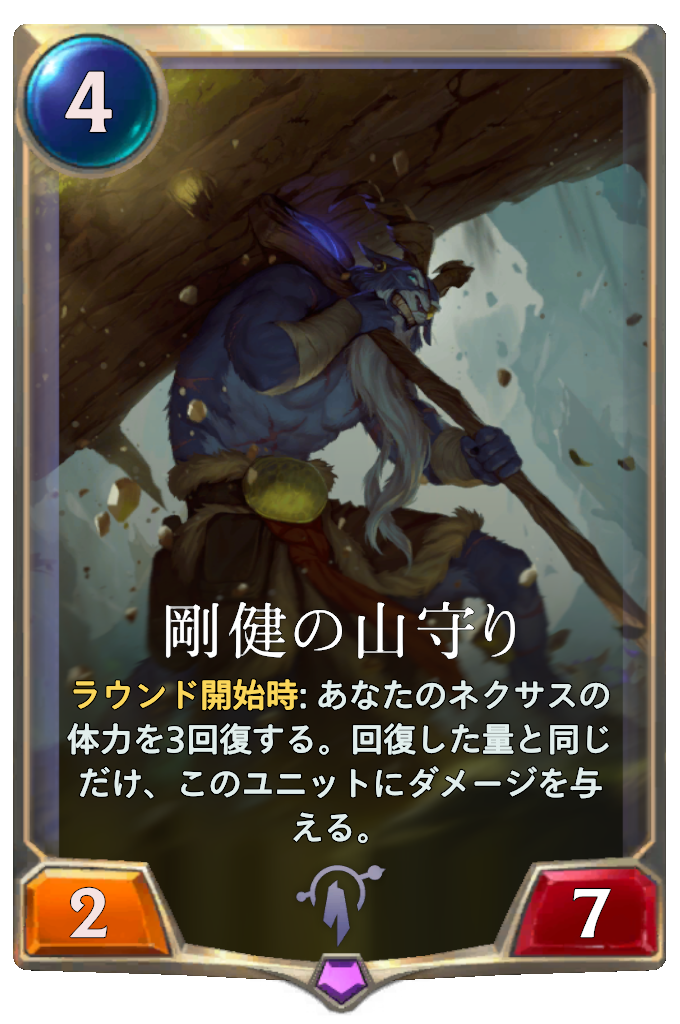 4
剛健の山守り
ラウンド開始時: あなたのネクサスの
体力を3回復する。回復した量と同じ
だけ、このユニットにダメージを与
える。
2
7